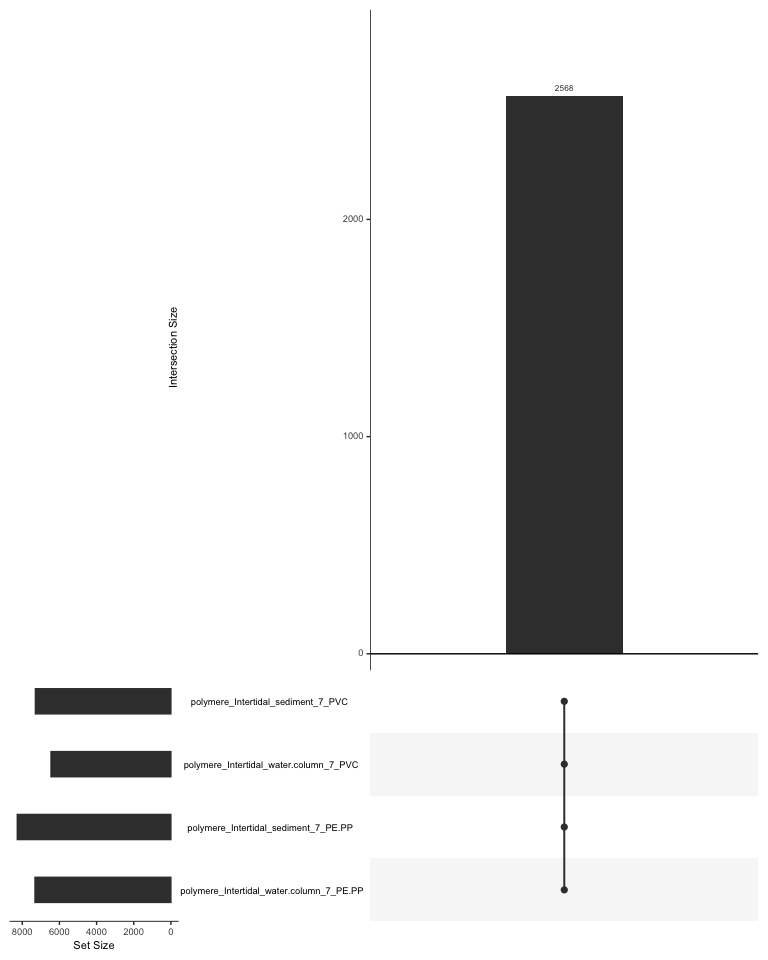 2568
2000
Intersection Size
1000
0
polymere_Intertidal_sediment_7_PVC
polymere_Intertidal_water.column_7_PVC
polymere_Intertidal_sediment_7_PE.PP
polymere_Intertidal_water.column_7_PE.PP
8000 6000 4000 2000 0
Set Size